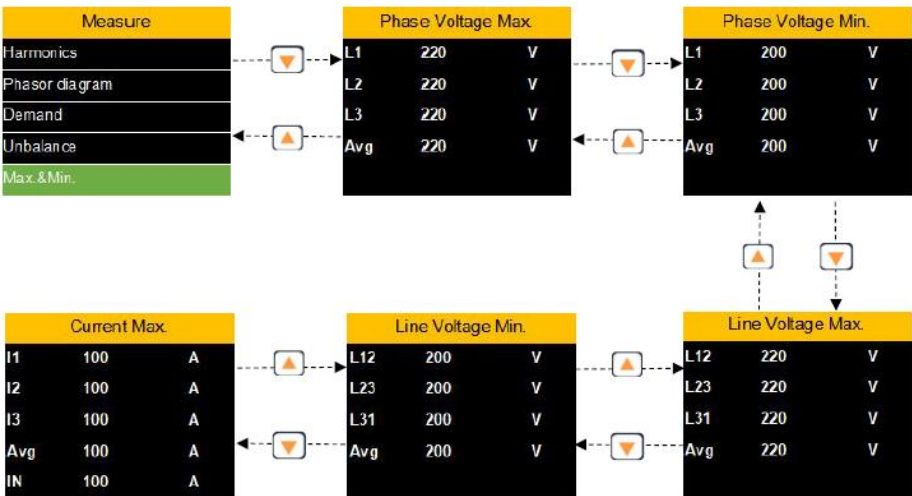 Measure
Harmonics
Phasor diagram
Demand
Unbalance
Max.&Min.
Phase Voltage Max.
L1 220 V
L2 220 V
L3 220 V
Avg 220 V
Phase Voltage Min.
L1 200 V
L2 200 V
L3 200 V
Avg 200 V
Current Max.
I1 100 A
I2 100 A
I3 100 A
Avg 100 A
IN 100 A
Line Voltage Min.
L12 200 V
L23 200 V
L31 200 V
Avg 200 V
Line Voltage Max.
L12 220 V
L23 220 V
L31 220 V
Avg 220 V